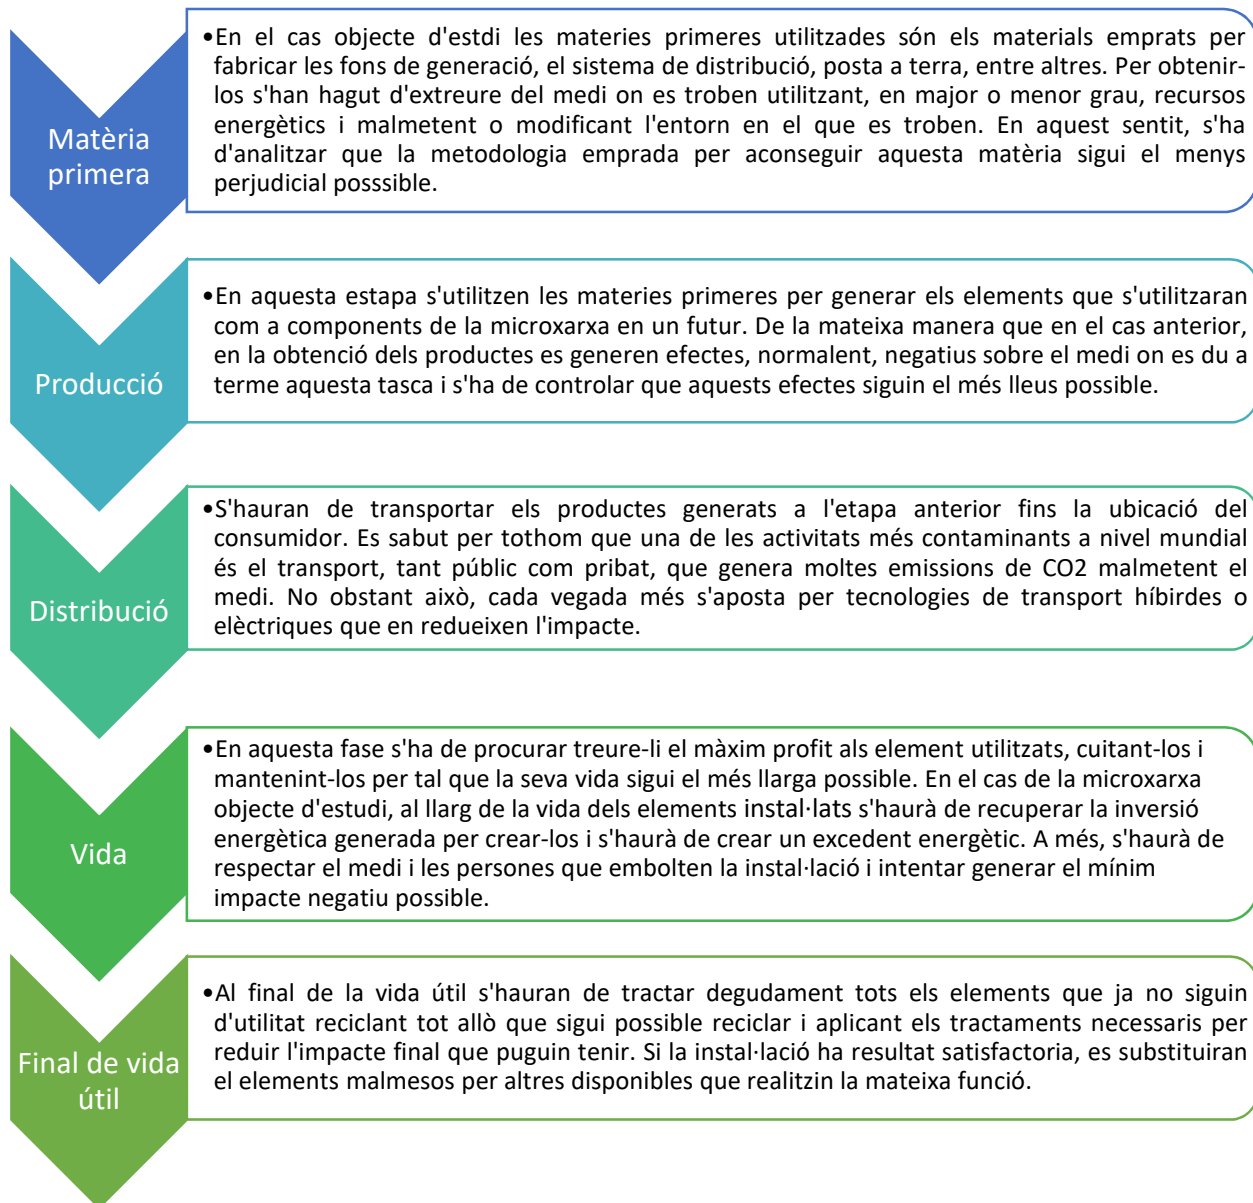 Matèria
primera
•En el cas objecte d'estdi les materies primeres utilitzades són els materials emprats per
fabricar les fons de generació, el sistema de distribució, posta a terra, entre altres. Per obtenir-
los s'han hagut d'extreure del medi on es troben utilitzant, en major o menor grau, recursos
energètics i malmetent o modificant l'entorn en el que es troben. En aquest sentit, s'ha
d'analitzar que la metodologia emprada per aconseguir aquesta matèria sigui el menys
perjudicial posssible.
Producció
•En aquesta estapa s'utilitzen les materies primeres per generar els elements que s'utilitzaran
com a components de la microxarxa en un futur. De la mateixa manera que en el cas anterior,
en la obtenció dels productes es generen efectes, normalent, negatius sobre el medi on es du a
terme aquesta tasca i s'ha de controlar que aquests efectes siguin el més lleus possible.
Distribució
•S'hauran de transportar els productes generats a l'etapa anterior fins la ubicació del
consumidor. Es sabut per tothom que una de les activitats més contaminants a nivel mundial
és el transport, tant públic com pribat, que genera moltes emissions de CO2 malmetent el
medi. No obstant això, cada vegada més s'aposta per tecnologies de transport híbirdes o
elèctriques que en redueixen l'impacte.
Vida
•En aquesta fase s'ha de procurar treure-li el màxim profit als element utilitzats, cuitant-los i
mantenint-los per tal que la seva vida sigui el més llarga possible. En el cas de la microxarxa
objecte d'estudi, al llarg de la vida dels elements instal·lats s'haurà de recuperar la inversió
energètica generada per crear-los i s'haurà de crear un excedent energètic. A més, s'haurà de
respectar el medi i les persones que embolten la instal·lació i intentar generar el mínim
impacte negatiu possible.
Final de vida
útil
•Al final de la vida útil s'hauran de tractar degudament tots els elements que ja no siguin
d'utilitat reciclant tot allò que sigui possible reciclar i aplicant els tractaments necessaris per
reduir l'impacte final que puguin tenir. Si la instal·lació ha resultat satisfactoria, es substituiran
el elements malmesos per altres disponibles que realitzin la mateixa funció.